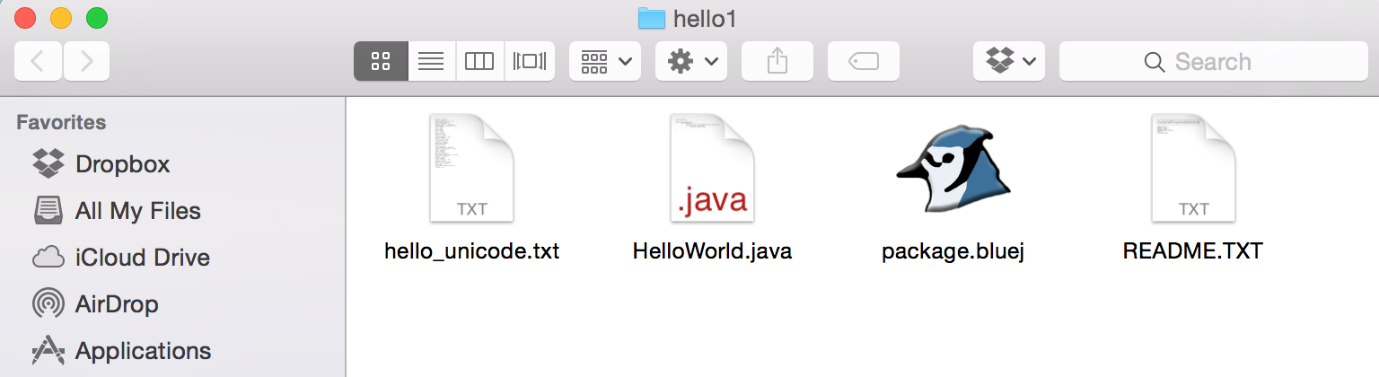 hello1
Search
Favorites
Dropbox
All My Files
iCloud Drive
AirDrop
Applications
TXT
hello_unicode.txt
.java
HelloWorld.java
package.bluej
TXT
README.TXT